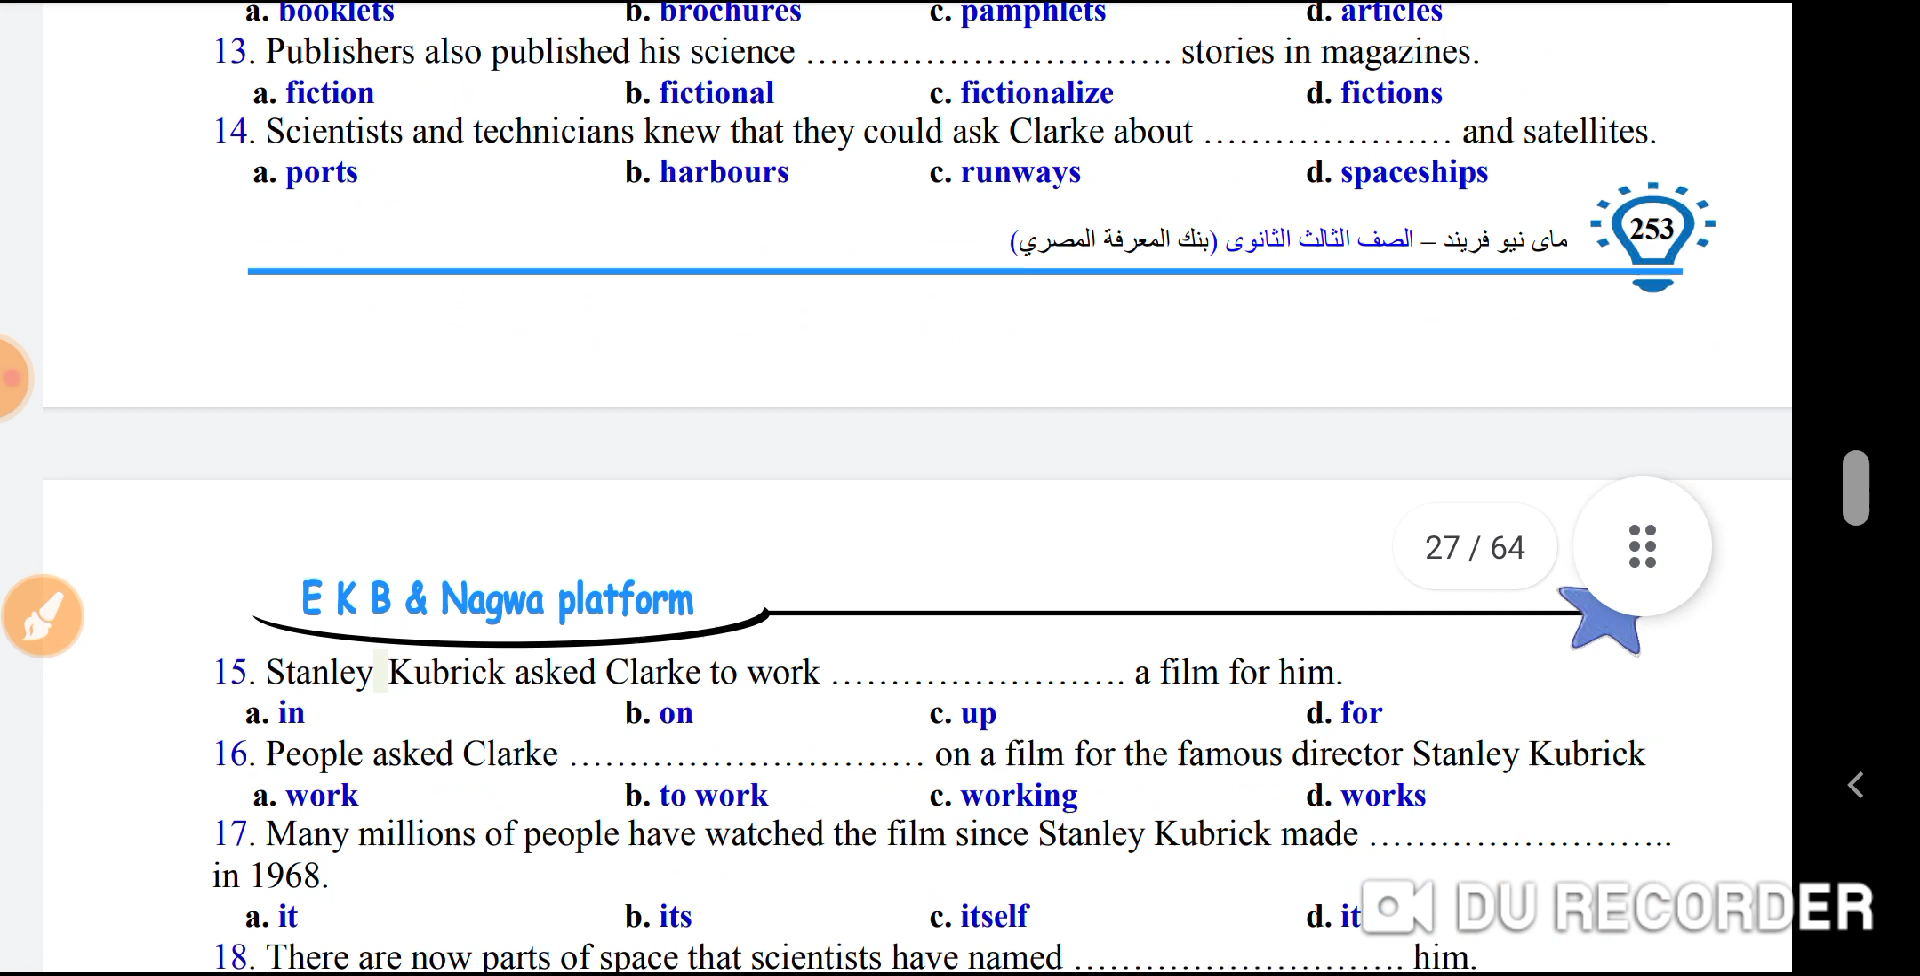 a. booklets b. brochures c. pamphlets d. articles
13. Publishers also published his science ................................ stories in magazines.
a. fiction b. fictional c. fictionalize d. fictions
14. Scientists and technicians knew that they could ask Clarke about ...................... and satellites.
a. ports b. harbours c. runways d. spaceships
ماى نيو فريند – الصف الثالث الثانوى (بنك المعرفة المصري) 253
27 / 64
E K B & Nagwa platform
15. Stanley Kubrick asked Clarke to work .......................... a film for him.
a. in b. on c. up d. for
16. People asked Clarke ............................... on a film for the famous director Stanley Kubrick
a. work b. to work c. working d. works
17. Many millions of people have watched the film since Stanley Kubrick made ..........................
in 1968.
a. it b. its c. itself d. it
DU RECORDER
18. There are now parts of space that scientists have named ............................. him.